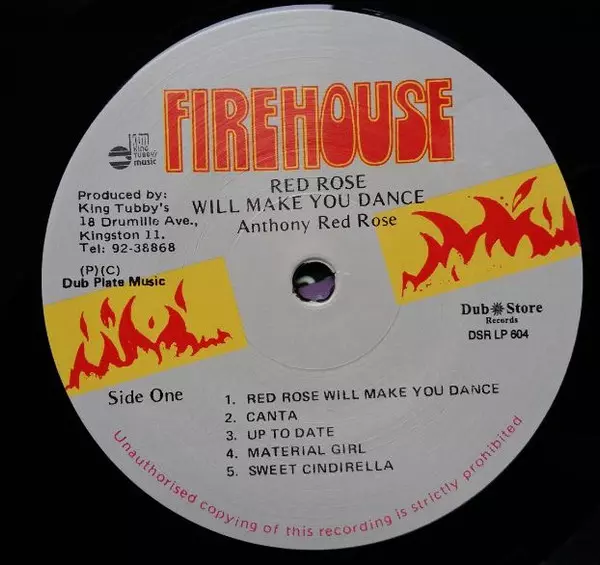 FIREHOUSE
KING
TUBBYS
music
RED ROSE
WILL MAKE YOU DANCE
Anthony Red Rose
Produced by:
King Tubby's
18 Drumille Ave.,
Kingston 11.
Tel: 92-38868
(P)(C)
Dub Plate Music
Dub Store
Records
DSR LP 604
Side One
1. RED ROSE WILL MAKE YOU DANCE
2. CANTA
3. UP TO DATE
4. MATERIAL GIRL
5. SWEET CINDIRELLA
Unauthorised copying of this recording is strictly prohibited